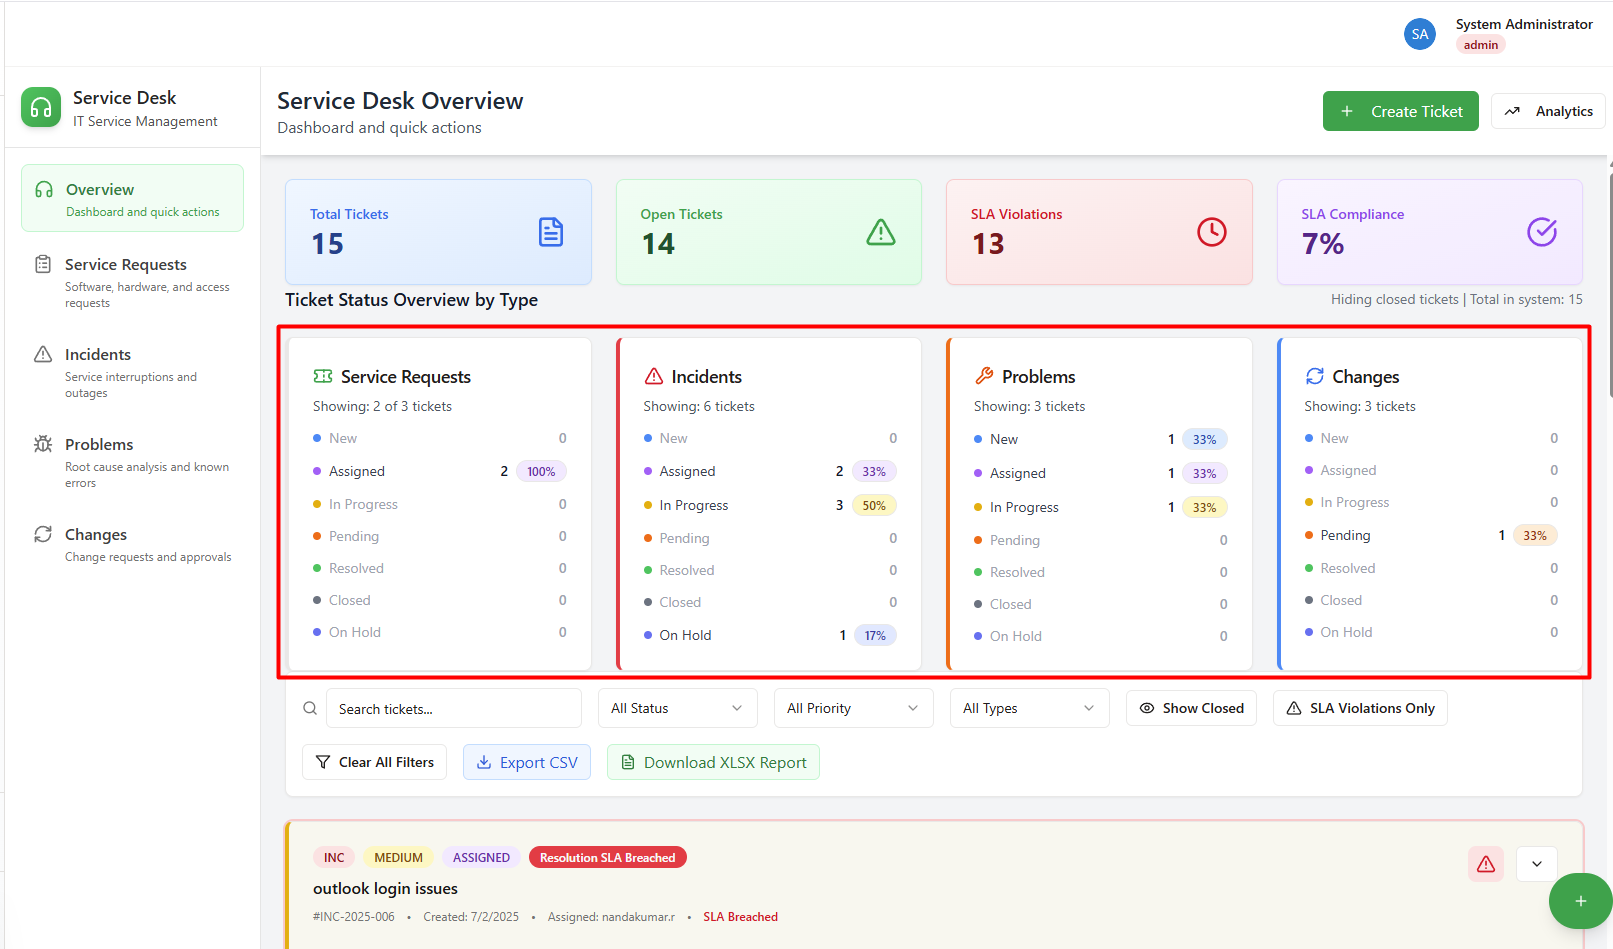 SA
System Administrator
admin
Service Desk
IT Service Management
Service Desk Overview
Dashboard and quick actions
Create Ticket
Analytics
Overview
Dashboard and quick actions
Service Requests
Software, hardware, and access
requests
Incidents
Service interruptions and
outages
Problems
Root cause analysis and known
errors
Changes
Change requests and approvals
Total Tickets
15
Open Tickets
14
SLA Violations
13
SLA Compliance
7%
Ticket Status Overview by Type
Hiding closed tickets | Total in system: 15
Service Requests
Showing: 2 of 3 tickets
New 0
Assigned 2 100%
In Progress 0
Pending 0
Resolved 0
Closed 0
On Hold 0
Incidents
Showing: 6 tickets
New 0
Assigned 2 33%
In Progress 3 50%
Pending 0
Resolved 0
Closed 0
On Hold 1 17%
Problems
Showing: 3 tickets
New 1 33%
Assigned 1 33%
In Progress 1 33%
Pending 0
Resolved 0
Closed 0
On Hold 0
Changes
Showing: 3 tickets
New 0
Assigned 0
In Progress 0
Pending 1 33%
Resolved 0
Closed 0
On Hold 0
Search tickets...
All Status
All Priority
All Types
Show Closed
SLA Violations Only
Clear All Filters
Export CSV
Download XLSX Report
INC
MEDIUM
ASSIGNED
Resolution SLA Breached
outlook login issues
#INC-2025-006 • Created: 7/2/2025 • Assigned: nandakumar.r • SLA Breached